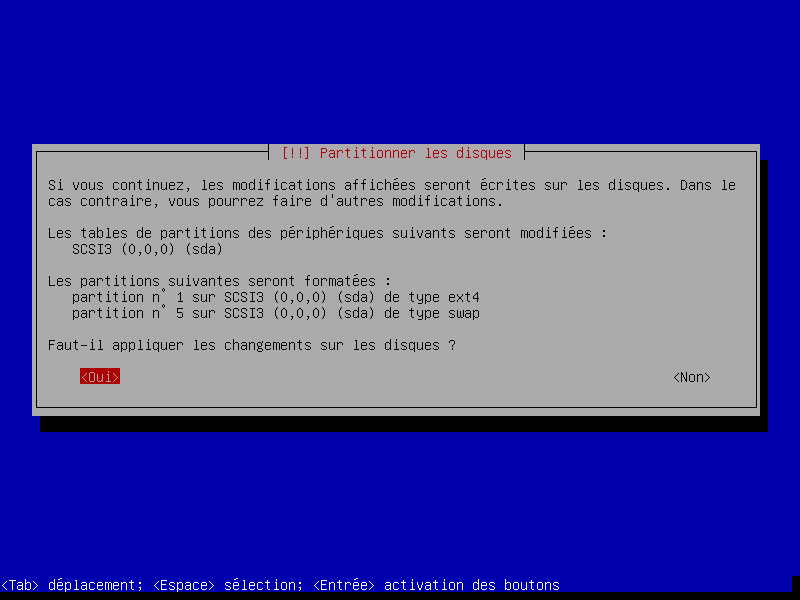 [!!] Partitionner les disques
Si vous continuez, les modifications affichées seront écrites sur les disques. Dans le
cas contraire, vous pourrez faire d'autres modifications.
Les tables de partitions des périphériques suivants seront modifiées :
SCSI3 (0,0,0) (sda)
Les partitions suivantes seront formatées :
partition n° 1 sur SCSI3 (0,0,0) (sda) de type ext4
partition n° 5 sur SCSI3 (0,0,0) (sda) de type swap
Faut-il appliquer les changements sur les disques ?
<Oui> <Non>
<Tab> déplacement; <Espace> sélection; <Entrée> activation des boutons